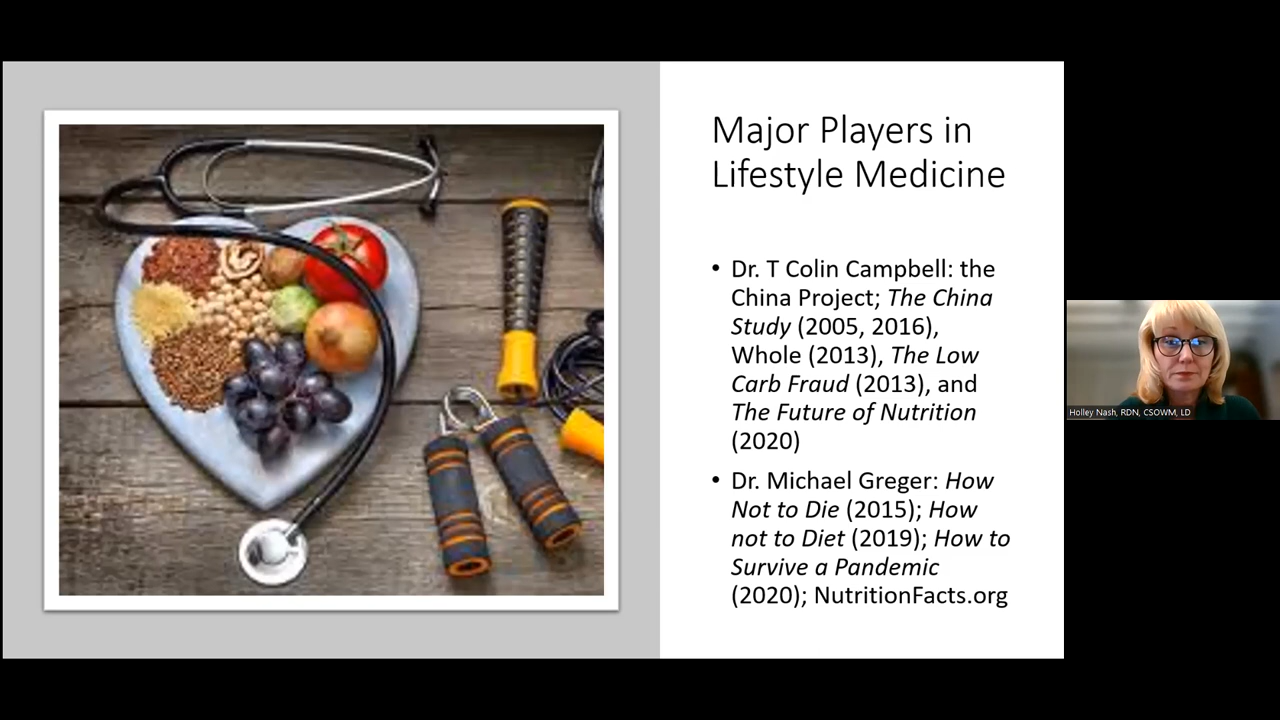 Major Players in
Lifestyle Medicine
• Dr. T Colin Campbell: the
China Project; The China
Study (2005, 2016),
Whole (2013), The Low
Carb Fraud (2013), and
The Future of Nutrition
(2020)
• Dr. Michael Greger: How
Not to Die (2015); How
not to Diet (2019); How to
Survive a Pandemic
(2020); NutritionFacts.org
Holley Nash, RDN, CSOWM, LD